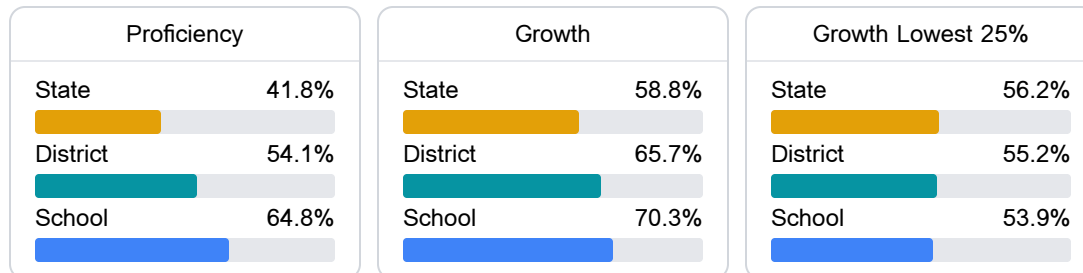 Proficiency
State 41.8%
District 54.1%
School 64.8%
Growth
State 58.8%
District 65.7%
School 70.3%
Growth Lowest 25%
State 56.2%
District 55.2%
School 53.9%